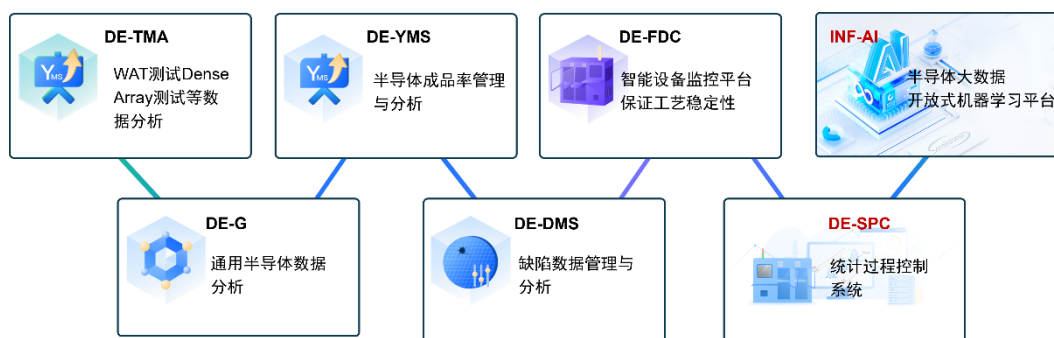 DE-TMA
YMS
WAT测试Dense
Array测试等数
据分析
DE-YMS
YMS
半导体成品率管理
与分析
DE-FDC
智能设备监控平台
保证工艺稳定性
INF-AI
AI
半导体大数据
开放式机器学习平台
DE-G
通用半导体数据
分析
DE-DMS
缺陷数据管理与
分析
DE-SPC
统计过程控制
系统